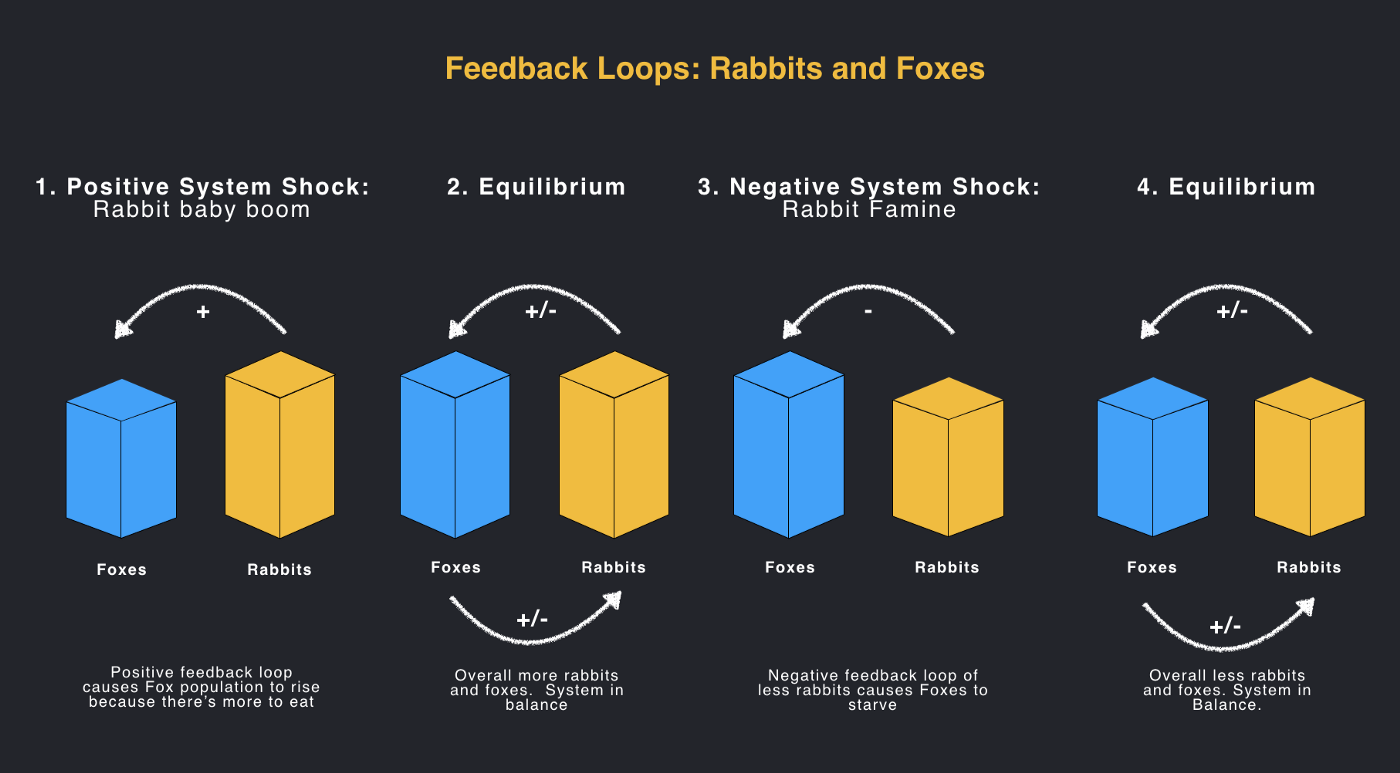 Feedback Loops: Rabbits and Foxes
1. Positive System Shock:
Rabbit baby boom
+
Foxes
Rabbits
Positive feedback loop
causes Fox population to rise
because there's more to eat
2. Equilibrium
+/-
Foxes
Rabbits
+/-
Overall more rabbits
and foxes.  System in
balance
3. Negative System Shock:
Rabbit Famine
-
Foxes
Rabbits
Negative feedback loop of
less rabbits causes Foxes to
starve
4. Equilibrium
+/-
Foxes
Rabbits
+/-
Overall less rabbits
and foxes. System in
Balance.